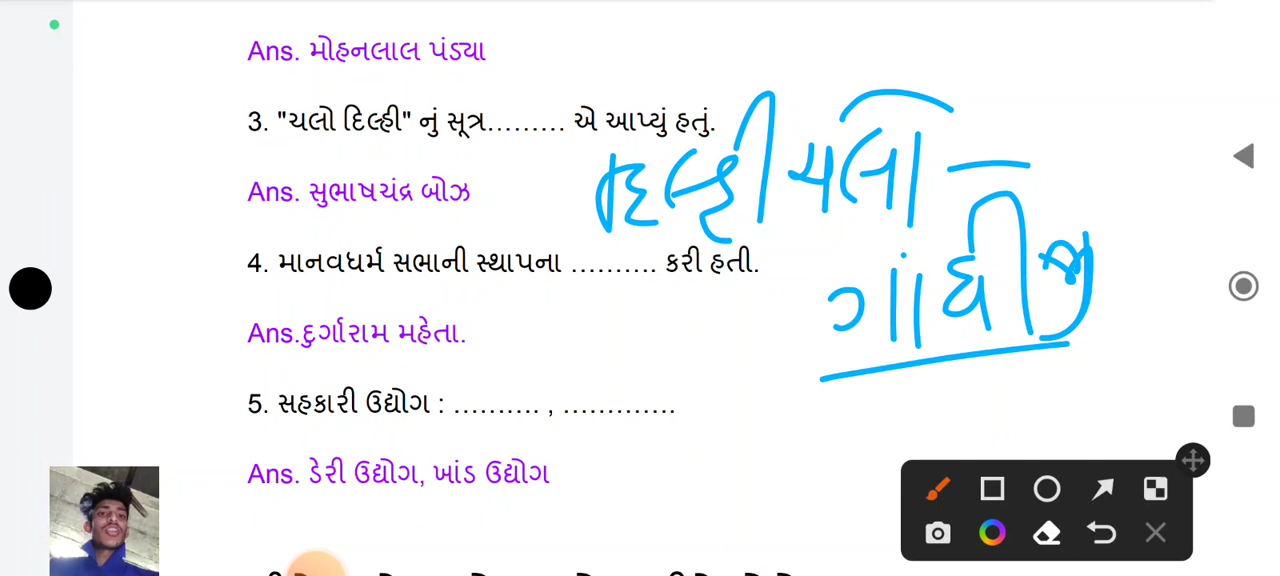 Ans. મોહનલાલ પંડ્યા
3. "ચલો દિલ્હી" નું સૂત્ર......... એ આપ્યું હતું.
દિલ્હી ચલો —
Ans. સુભાષચંદ્ર બોઝ
4. માનવધર્મ સભાની સ્થાપના .......... કરી હતી.
ગાંધીજી
Ans.દુર્ગારામ મહેતા.
5. સહકારી ઉદ્યોગ : .......... , .............
Ans. ડેરી ઉદ્યોગ, ખાંડ ઉદ્યોગ